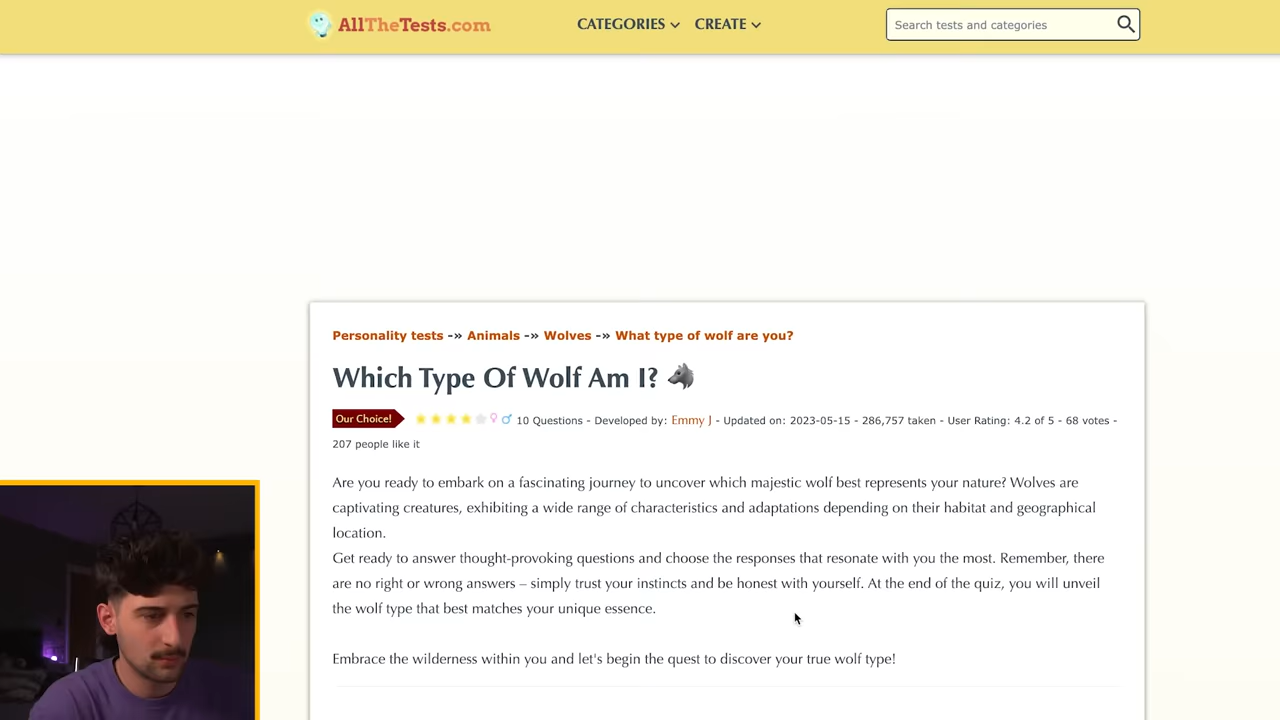 AllTheTests.com
CATEGORIES
CREATE
Search tests and categories
Personality tests -» Animals -» Wolves -» What type of wolf are you?
Which Type Of Wolf Am I?
Our Choice!
10 Questions - Developed by: Emmy J - Updated on: 2023-05-15 - 286,757 taken - User Rating: 4.2 of 5 - 68 votes -
207 people like it
Are you ready to embark on a fascinating journey to uncover which majestic wolf best represents your nature? Wolves are
captivating creatures, exhibiting a wide range of characteristics and adaptations depending on their habitat and geographical
location.
Get ready to answer thought-provoking questions and choose the responses that resonate with you the most. Remember, there
are no right or wrong answers – simply trust your instincts and be honest with yourself. At the end of the quiz, you will unveil
the wolf type that best matches your unique essence.
Embrace the wilderness within you and let's begin the quest to discover your true wolf type!